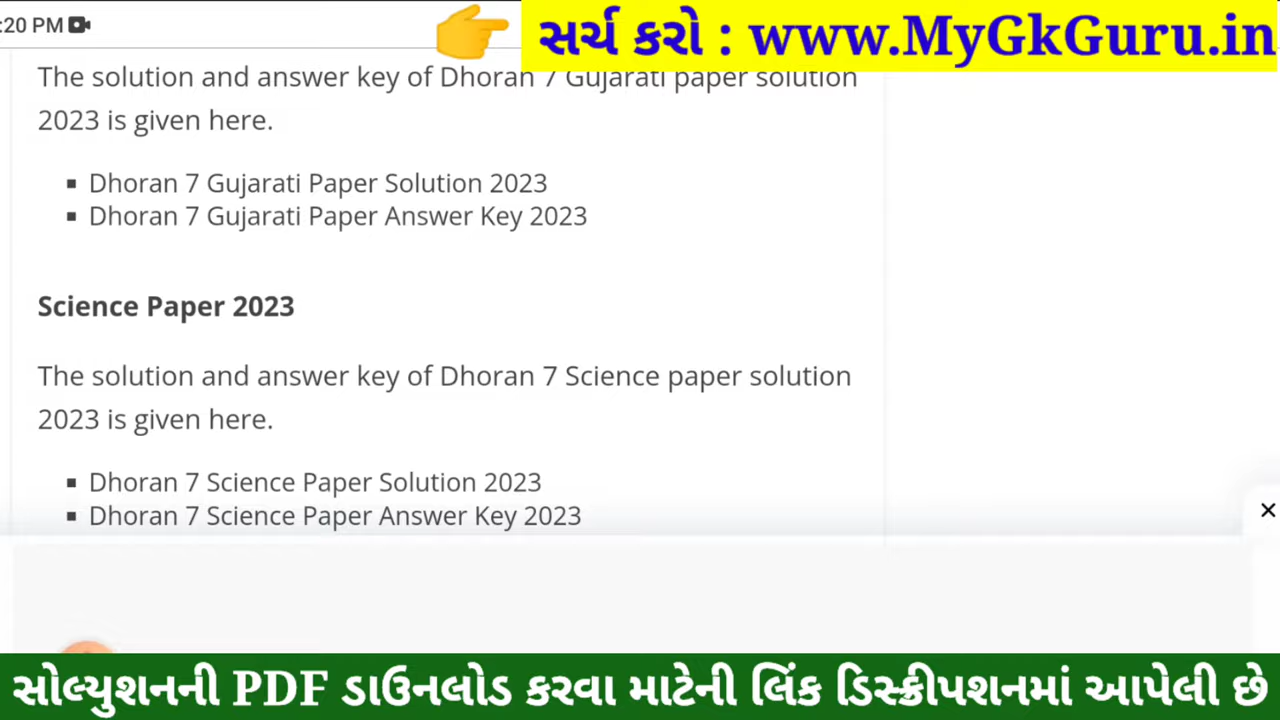 :20 PM
સર્ચ કરો : www.MyGkGuru.in
The solution and answer key of Dhoran 7 Gujarati paper solution
2023 is given here.
▪ Dhoran 7 Gujarati Paper Solution 2023
▪ Dhoran 7 Gujarati Paper Answer Key 2023
Science Paper 2023
The solution and answer key of Dhoran 7 Science paper solution
2023 is given here.
▪ Dhoran 7 Science Paper Solution 2023
▪ Dhoran 7 Science Paper Answer Key 2023
સોલ્યુશનની PDF ડાઉનલોડ કરવા માટેની લિંક ડિસ્ક્રીપશનમાં આપેલી છે